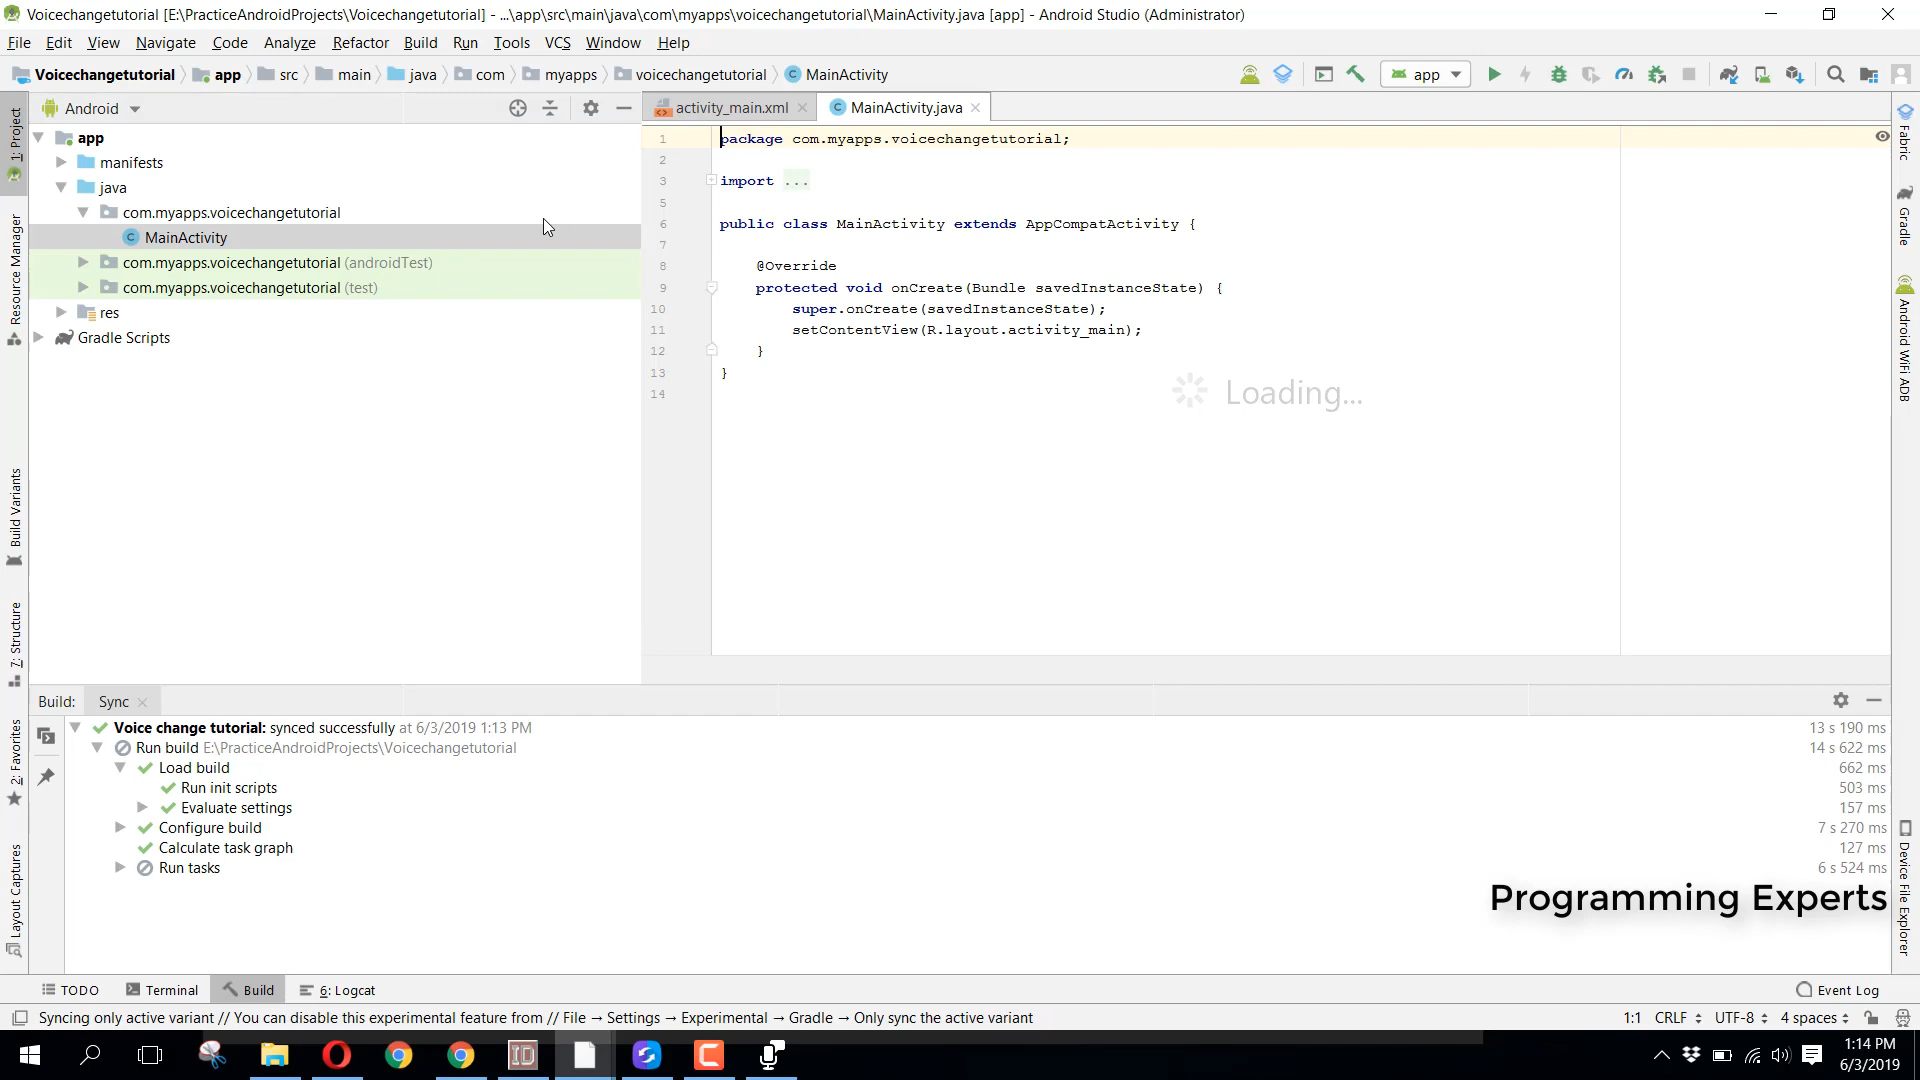 Voicechangetutorial [E:\PracticeAndroidProjects\Voicechangetutorial] - ...\app\src\main\java\com\myapps\voicechangetutorial\MainActivity.java [app] - Android Studio (Administrator)
File Edit View Navigate Code Analyze Refactor Build Run Tools VCS Window Help
Voicechangetutorial app src main java com myapps voicechangetutorial MainActivity app
Android
activity_main.xml MainActivity.java
1: Project
Resource Manager
Build Variants
7: Structure
2: Favorites
Layout Captures
app
manifests
java
com.myapps.voicechangetutorial
MainActivity
com.myapps.voicechangetutorial (androidTest)
com.myapps.voicechangetutorial (test)
res
Gradle Scripts
1 package com.myapps.voicechangetutorial;
2
3 import ...
5
6 public class MainActivity extends AppCompatActivity {
7
8 @Override
9 protected void onCreate(Bundle savedInstanceState) {
10 super.onCreate(savedInstanceState);
11 setContentView(R.layout.activity_main);
12 }
13 }
14
Loading...
Fabric
Gradle
Android WiFi ADB
Device File Explorer
Build: Sync
Voice change tutorial: synced successfully at 6/3/2019 1:13 PM 13 s 190 ms
Run build E:\PracticeAndroidProjects\Voicechangetutorial 14 s 622 ms
Load build 662 ms
Run init scripts 503 ms
Evaluate settings 157 ms
Configure build 7 s 270 ms
Calculate task graph 127 ms
Run tasks 6 s 524 ms
Programming Experts
TODO Terminal Build 6: Logcat Event Log
Syncing only active variant // You can disable this experimental feature from // File → Settings → Experimental → Gradle → Only sync the active variant 1:1 CRLF UTF-8 4 spaces
1:14 PM
6/3/2019